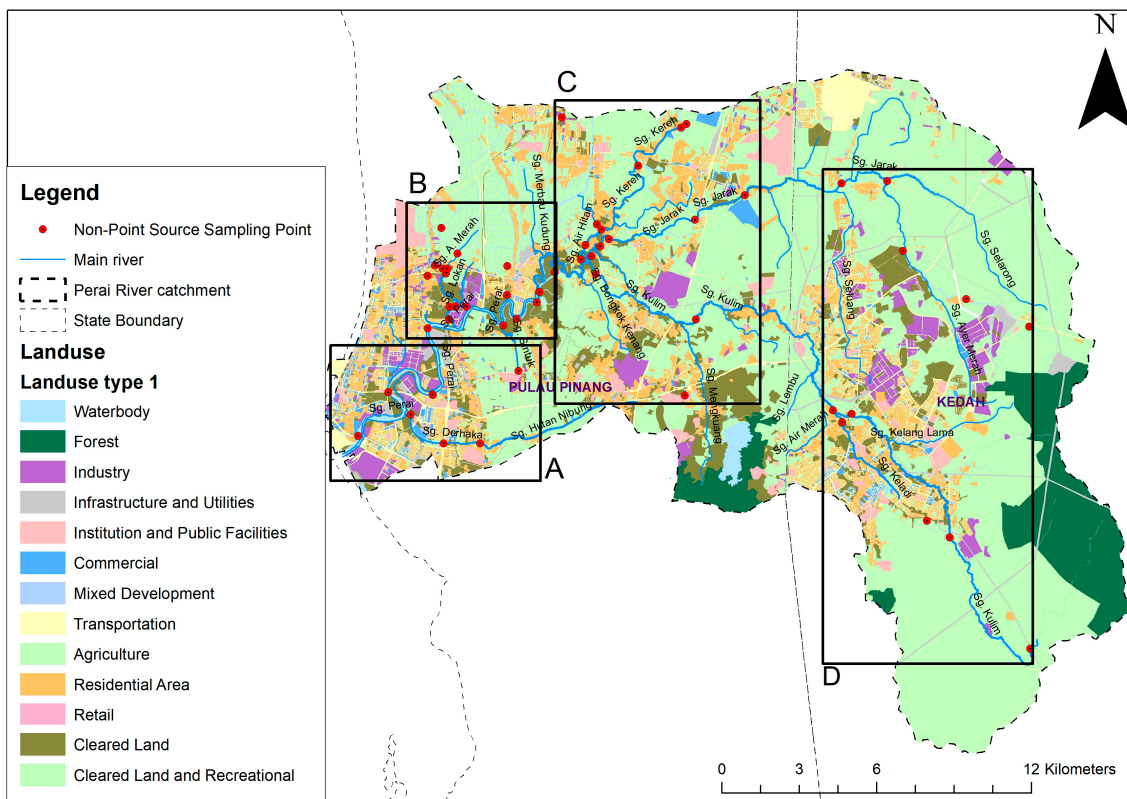 N
C
B
A
D
Legend
Non-Point Source Sampling Point
Main river
Perai River catchment
State Boundary
Landuse
Landuse type 1
Waterbody
Forest
Industry
Infrastructure and Utilities
Institution and Public Facilities
Commercial
Mixed Development
Transportation
Agriculture
Residential Area
Retail
Cleared Land
Cleared Land and Recreational
Sg. Kereh
Sg. Kereh
Sg. Merbau Kudung
Sg. Air Hitam
Sg. Jarak
Sg. Jarak
Sg. Jarak
Sg. A. Merah
Sg. Lokan
Sg. Perai
Sg. Perai
Sg. Perai
Sg. Kulim
Sg. Kulim
Sg. Bongkok Kenang
Sg. Mengkuang
PULAU PINANG
Sg. Derhaka
Sg. Hutan Nibung
Sg. Lembu
Sg. Air Merah
Sg. Seluang
Sg. Selarong
Sg. Ayer Merah
KEDAH
Sg. Kelang Lama
Sg. Keladi
Sg. Kulim
0 3 6 12 Kilometers